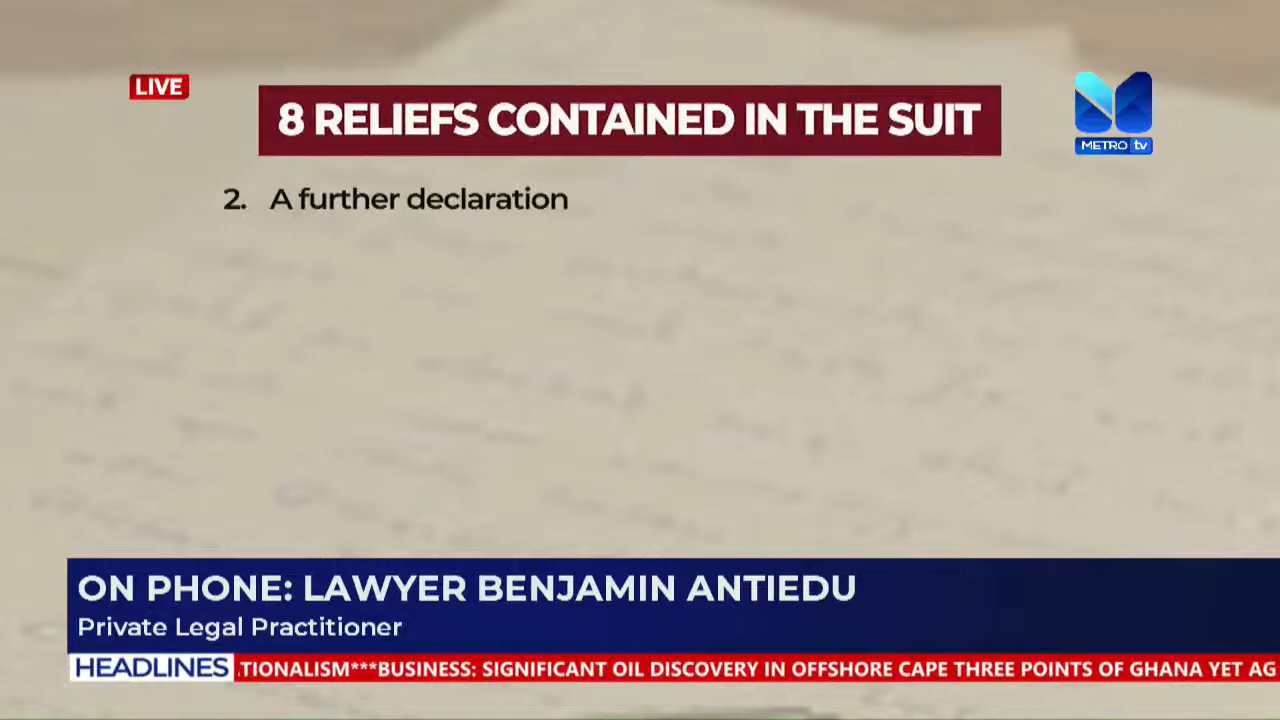 LIVE
8 RELIEFS CONTAINED IN THE SUIT
METRO tv
2. A further declaration
ON PHONE: LAWYER BENJAMIN ANTIEDU
Private Legal Practitioner
HEADLINES TIONALISM***BUSINESS: SIGNIFICANT OIL DISCOVERY IN OFFSHORE CAPE THREE POINTS OF GHANA YET AG